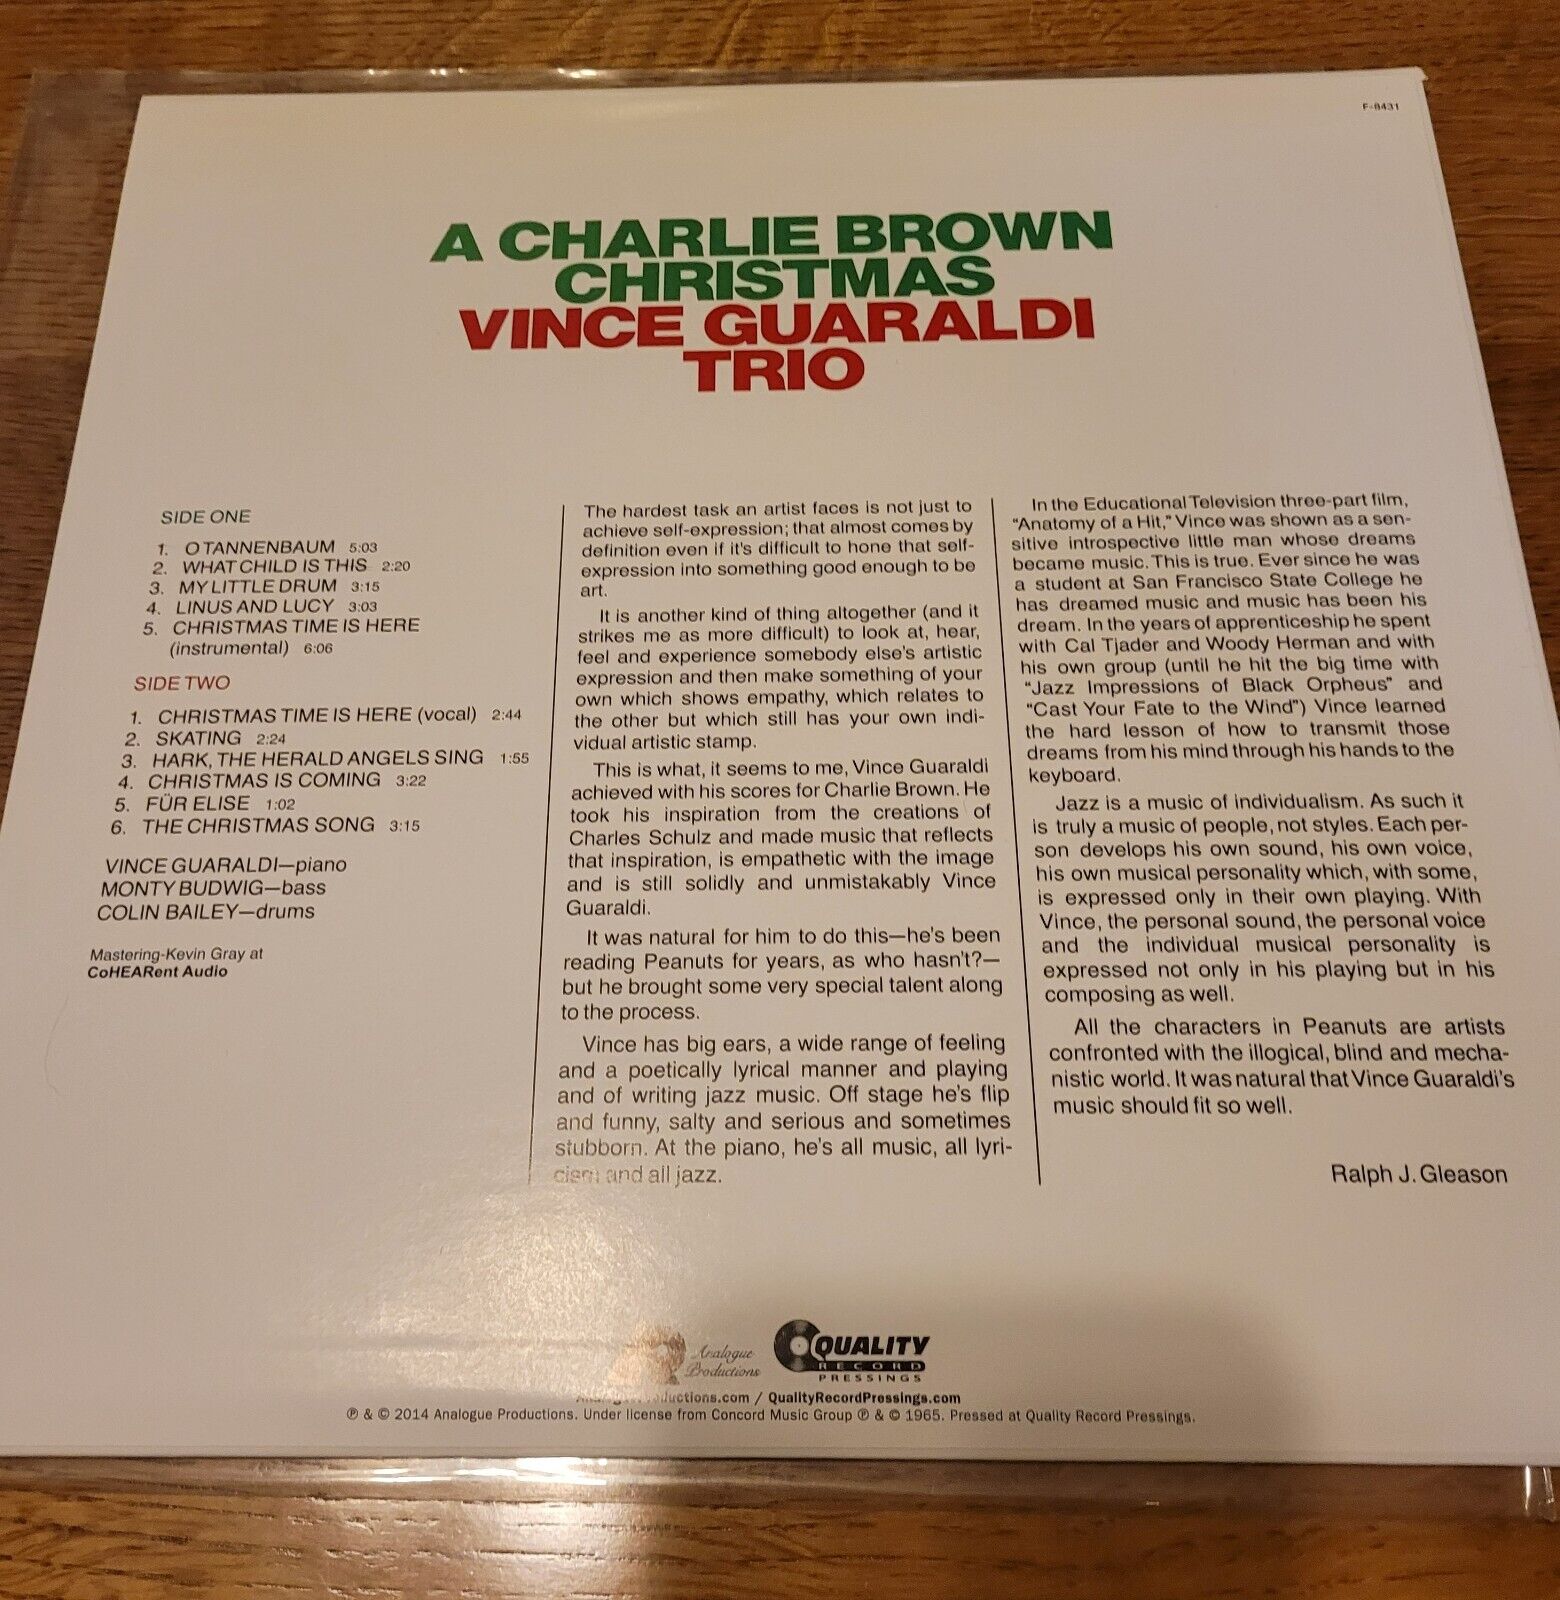 F-8431
A CHARLIE BROWN
CHRISTMAS
VINCE GUARALDI
TRIO
SIDE ONE
1. O TANNENBAUM 5:03
2. WHAT CHILD IS THIS 2:20
3. MY LITTLE DRUM 3:15
4. LINUS AND LUCY 3:03
5. CHRISTMAS TIME IS HERE
(instrumental) 6:06
SIDE TWO
1. CHRISTMAS TIME IS HERE (vocal) 2:44
2. SKATING 2:24
3. HARK, THE HERALD ANGELS SING 1:55
4. CHRISTMAS IS COMING 3:22
5. FÜR ELISE 1:02
6. THE CHRISTMAS SONG 3:15
VINCE GUARALDI—piano
MONTY BUDWIG—bass
COLIN BAILEY—drums
Mastering-Kevin Gray at
CoHEARent Audio
The hardest task an artist faces is not just to
achieve self-expression; that almost comes by
definition even if it's difficult to hone that self-
expression into something good enough to be
art.
It is another kind of thing altogether (and it
strikes me as more difficult) to look at, hear,
feel and experience somebody else's artistic
expression and then make something of your
own which shows empathy, which relates to
the other but which still has your own indi-
vidual artistic stamp.
This is what, it seems to me, Vince Guaraldi
achieved with his scores for Charlie Brown. He
took his inspiration from the creations of
Charles Schulz and made music that reflects
that inspiration, is empathetic with the image
and is still solidly and unmistakably Vince
Guaraldi.
It was natural for him to do this—he's been
reading Peanuts for years, as who hasn't?—
but he brought some very special talent along
to the process.
Vince has big ears, a wide range of feeling
and a poetically lyrical manner and playing
and of writing jazz music. Off stage he's flip
and funny, salty and serious and sometimes
stubborn. At the piano, he's all music, all lyri-
cism and all jazz.
In the Educational Television three-part film,
"Anatomy of a Hit," Vince was shown as a sen-
sitive introspective little man whose dreams
became music. This is true. Ever since he was
a student at San Francisco State College he
has dreamed music and music has been his
dream. In the years of apprenticeship he spent
with Cal Tjader and Woody Herman and with
his own group (until he hit the big time with
"Jazz Impressions of Black Orpheus" and
"Cast Your Fate to the Wind") Vince learned
the hard lesson of how to transmit those
dreams from his mind through his hands to the
keyboard.
Jazz is a music of individualism. As such it
is truly a music of people, not styles. Each per-
son develops his own sound, his own voice,
his own musical personality which, with some,
is expressed only in their own playing. With
Vince, the personal sound, the personal voice
and the individual musical personality is
expressed not only in his playing but in his
composing as well.
All the characters in Peanuts are artists
confronted with the illogical, blind and mecha-
nistic world. It was natural that Vince Guaraldi's
music should fit so well.
Ralph J. Gleason
Analogue
Productions
QUALITY
RECORD
PRESSINGS
/ QualityRecordPressings.com
℗ & © 2014 Analogue Productions. Under license from Concord Music Group ℗ & © 1965. Pressed at Quality Record Pressings.